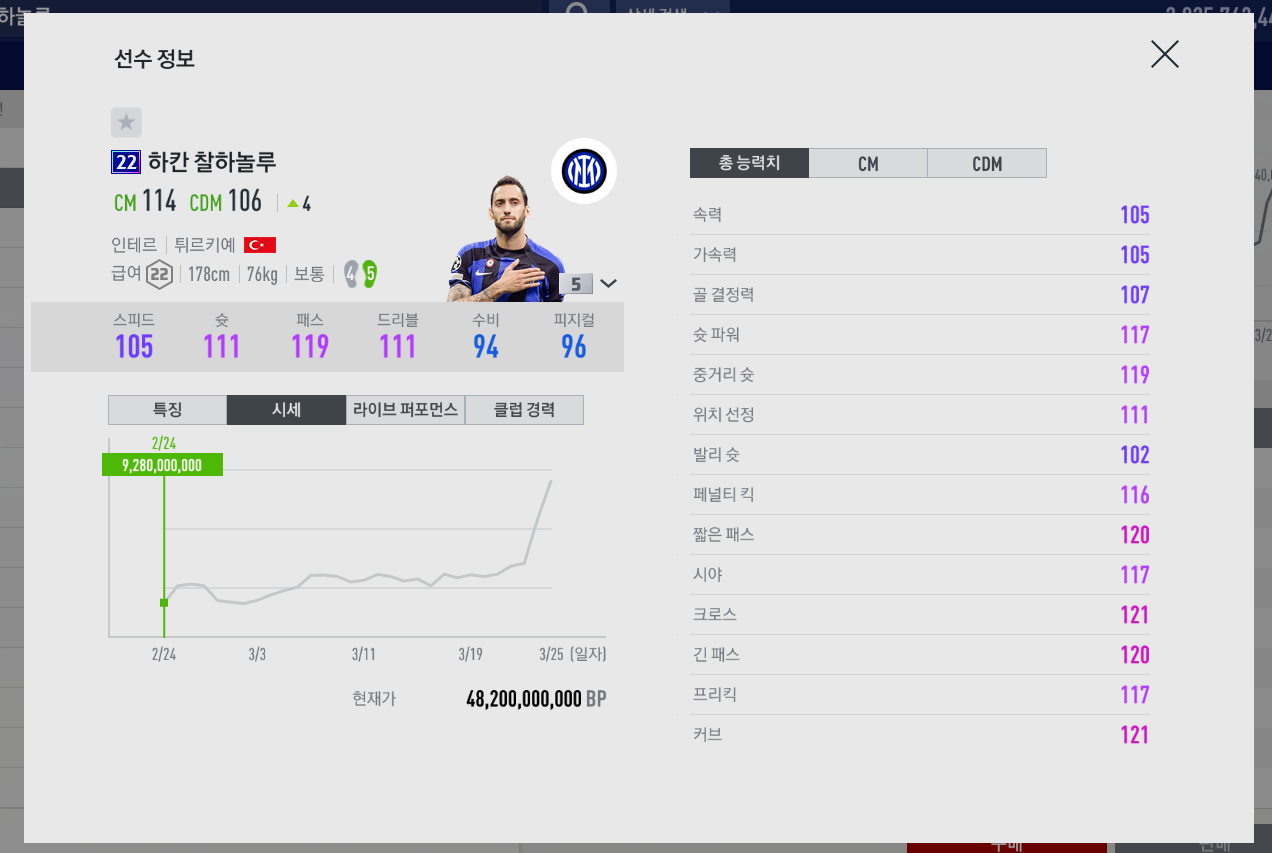 상세 검색
선수 정보
22 하칸 찰하놀루
CM 114 CDM 106 4
인테르 튀르키예
급여 22 178cm 76kg 보통 4 5
5
스피드 슛 패스 드리블 수비 피지컬
105 111 119 111 94 96
특징 시세 라이브 퍼포먼스 클럽 경력
2/24
9,280,000,000
2/24 3/3 3/11 3/19 3/25 (일자)
현재가 48,200,000,000 BP
총 능력치 CM CDM
속력 105
가속력 105
골 결정력 107
슛 파워 117
중거리 슛 119
위치 선정 111
발리 슛 102
페널티 킥 116
짧은 패스 120
시야 117
크로스 121
긴 패스 120
프리킥 117
커브 121
구매 판매